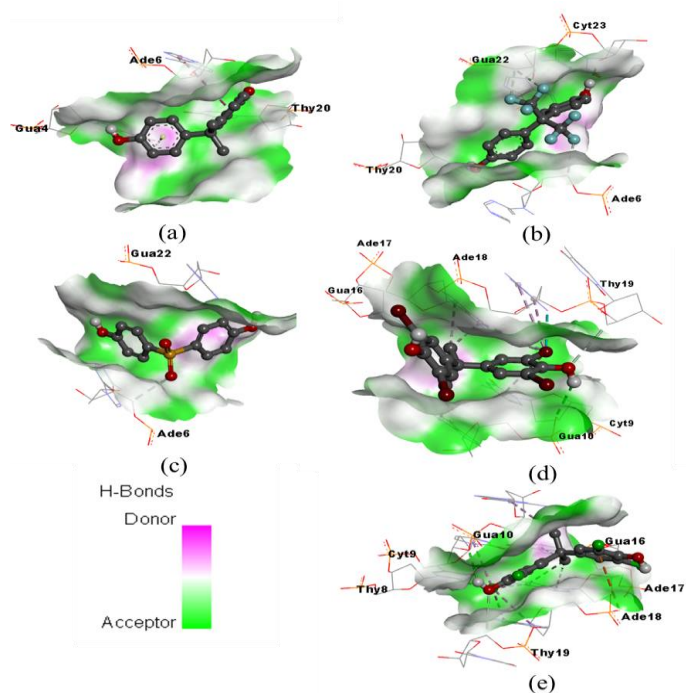 Ade6
Gua4
Thy20
(a)
Cyt23
Gua22
Thy20
Ade6
(b)
Gua22
Ade6
(c)
Ade17
Ade18
Gua16
Thy19
Cyt9
Gua10
(d)
H-Bonds
Donor
Acceptor
Gua10
Gua16
Cyt9
Thy8
Ade17
Ade18
Thy19
(e)